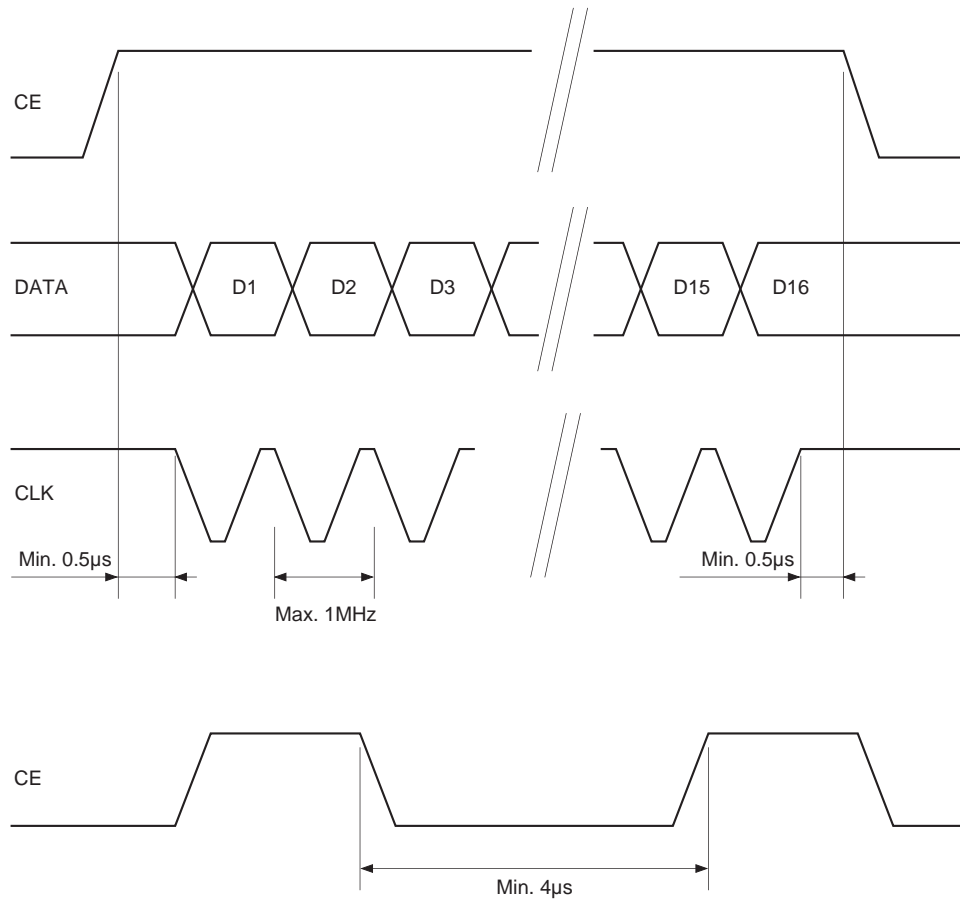 CE
DATA
D1
D2
D3
D15
D16
CLK
Min. 0.5μs
Min. 0.5μs
Max. 1MHz
CE
Min. 4μs